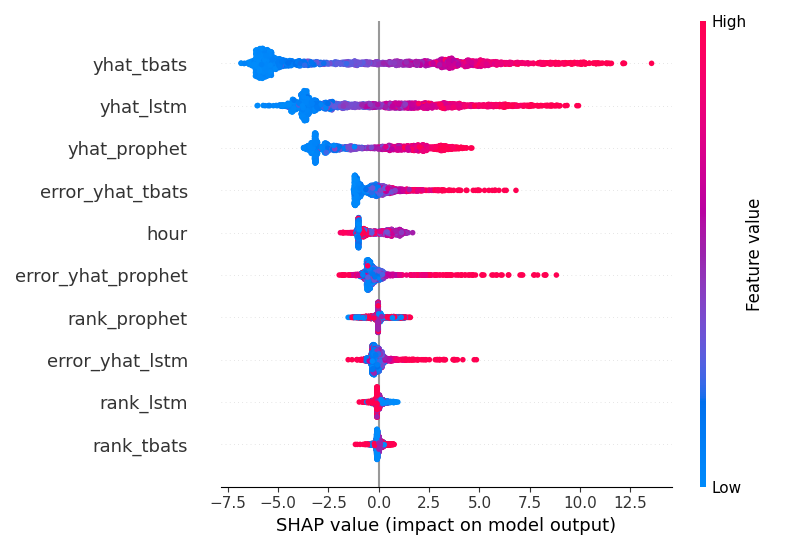 yhat_tbats
yhat_lstm
yhat_prophet
error_yhat_tbats
hour
error_yhat_prophet
rank_prophet
error_yhat_lstm
rank_lstm
rank_tbats
−7.5 −5.0 −2.5 0.0 2.5 5.0 7.5 10.0 12.5
SHAP value (impact on model output)
High
Feature value
Low